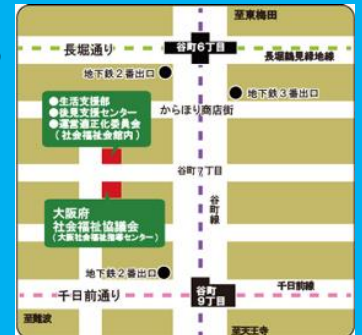 至東梅田
長堀通り
谷町6丁目
長堀鶴見緑地線
地下鉄2番出口
地下鉄3番出口
●生活支援部
●後見支援センター
●運営適正化委員会
（社会福祉会館内）
からほり商店街
谷町7丁目
大阪府
社会福祉協議会
（大阪社会福祉指導センター）
谷町線
地下鉄2番出口
千日前線
千日前通り
谷町
9丁目
至難波
至天王寺